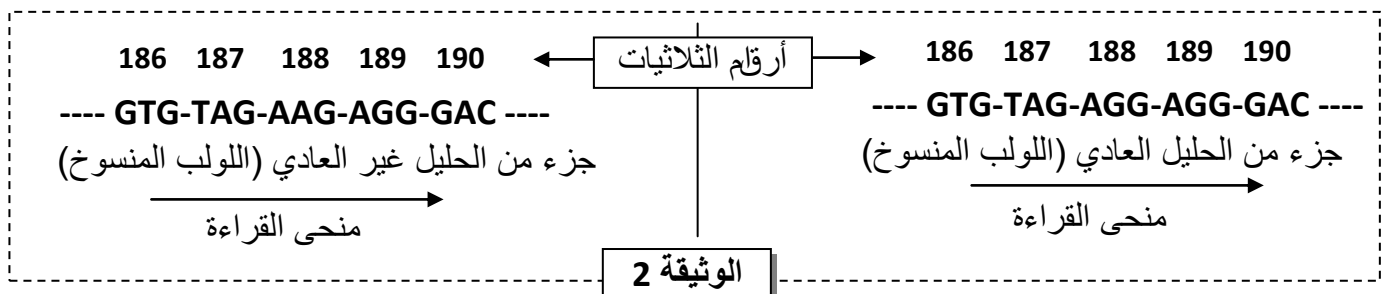 أرقام الثلاثيات
186 187 188 189 190
---- GTG-TAG-AGG-AGG-GAC ----
جزء من الحليل العادي (اللولب المنسوخ)
منحى القراءة
186 187 188 189 190
---- GTG-TAG-AAG-AGG-GAC ----
جزء من الحليل غير العادي (اللولب المنسوخ)
منحى القراءة
الوثيقة 2